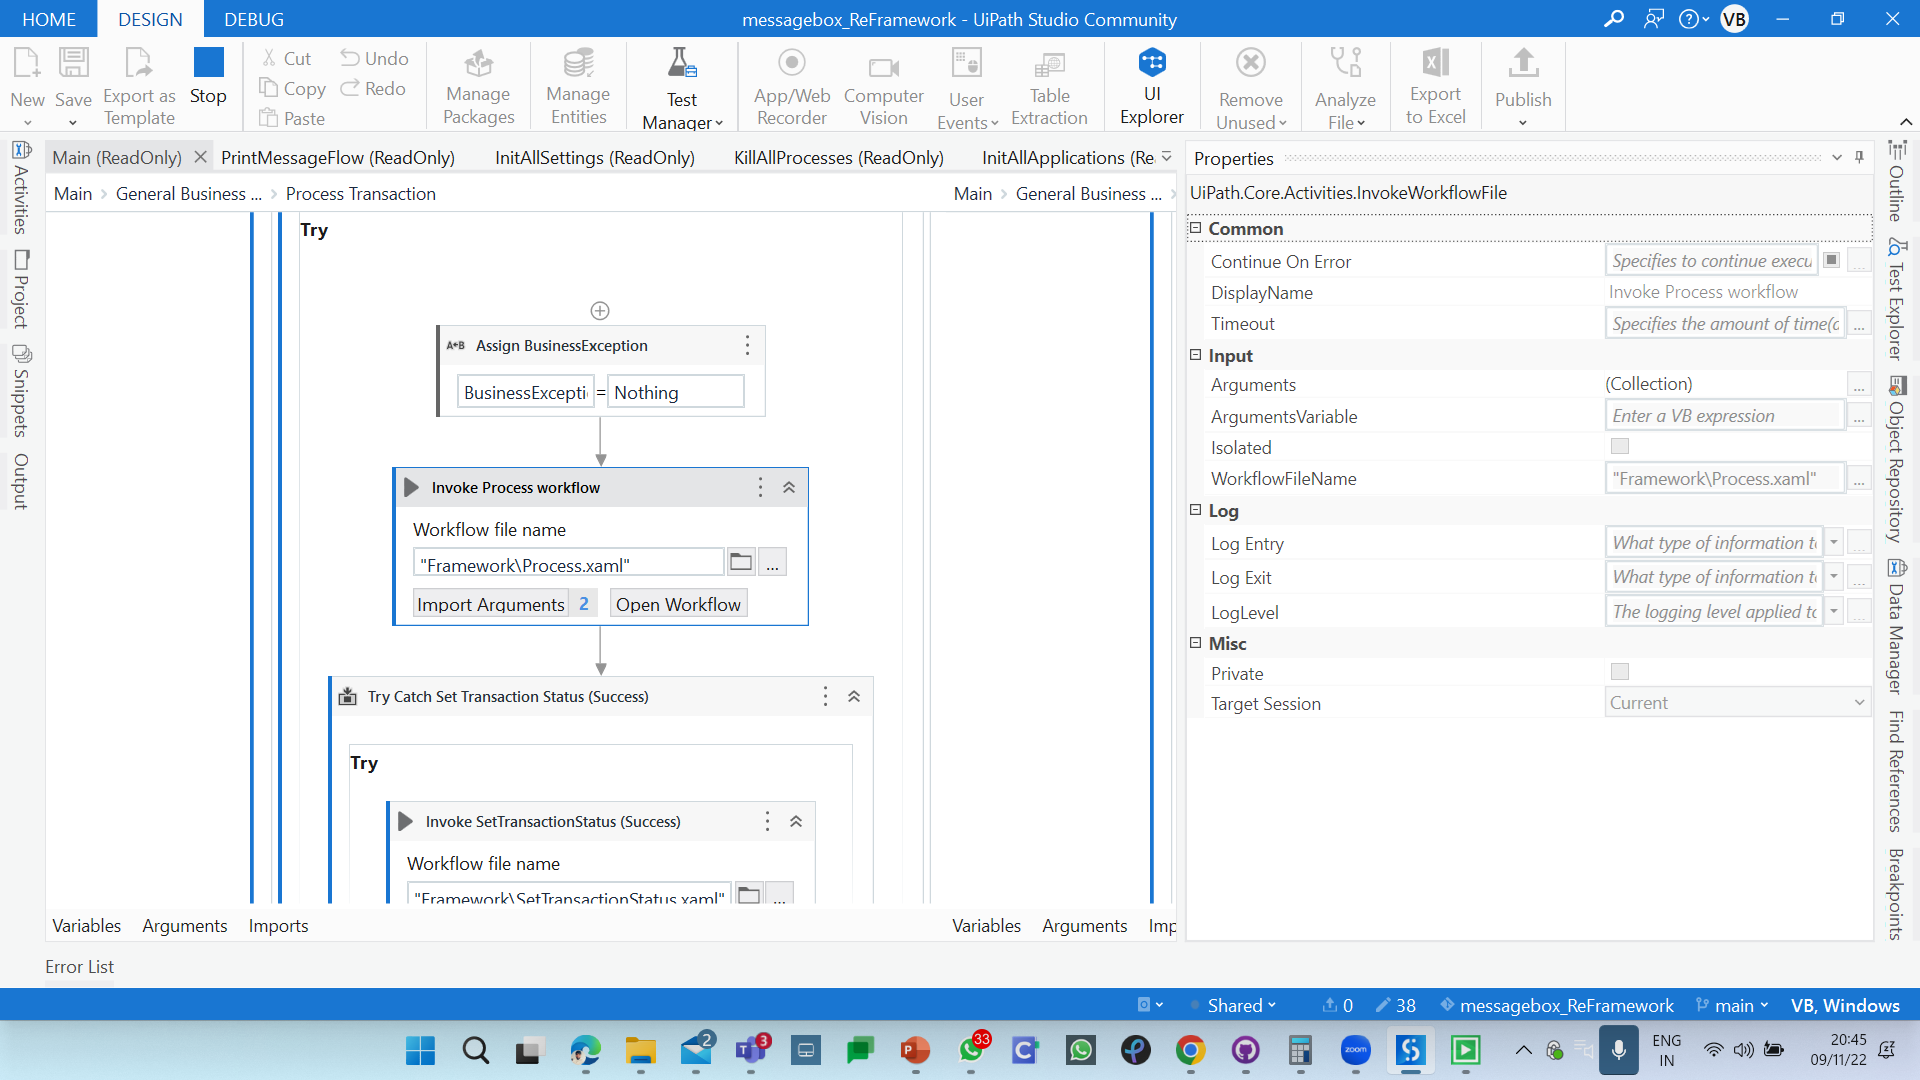 HOME DESIGN DEBUG messagebox_ReFramework - UiPath Studio Community VB
New Save Export as Template Stop Cut Copy Paste Undo Redo Manage Packages Manage Entities Test Manager App/Web Recorder Computer Vision User Events Table Extraction UI Explorer Remove Unused Analyze File Export to Excel Publish
Main (ReadOnly) PrintMessageFlow (ReadOnly) InitAllSettings (ReadOnly) KillAllProcesses (ReadOnly) InitAllApplications (Re
Main General Business ... Process Transaction Main General Business ...
Activities
Project
Snippets
Output
Try
A+B Assign BusinessException
BusinessExcepti = Nothing
Invoke Process workflow
Workflow file name
"Framework\Process.xaml" ...
Import Arguments 2 Open Workflow
Try Catch Set Transaction Status (Success)
Try
Invoke SetTransactionStatus (Success)
Workflow file name
"Framework\SetTransactionStatus.xaml" ...
Variables Arguments Imports Variables Arguments Imp
Error List
Properties
UiPath.Core.Activities.InvokeWorkflowFile
Common
Continue On Error Specifies to continue execu ...
DisplayName Invoke Process workflow
Timeout Specifies the amount of time(c ...
Input
Arguments (Collection) ...
ArgumentsVariable Enter a VB expression ...
Isolated
WorkflowFileName "Framework\Process.xaml" ...
Log
Log Entry What type of information t ...
Log Exit What type of information t ...
LogLevel The logging level applied to ...
Misc
Private
Target Session Current
Outline
Test Explorer
Object Repository
Data Manager
Find References
Breakpoints
Shared 0 38 messagebox_ReFramework main VB, Windows
2 3 33 zoom ENG IN 20:45 09/11/22